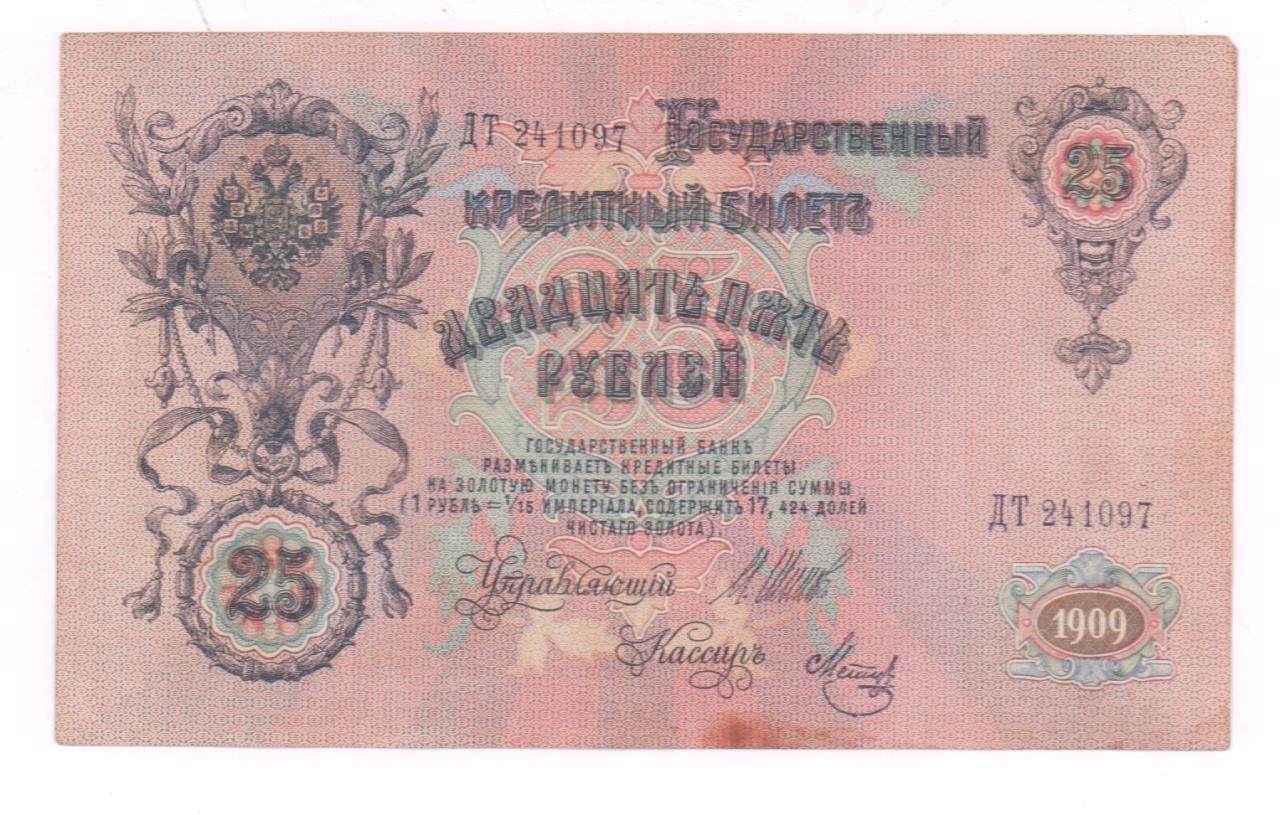 ДТ 241097
Государственный
25
Кредитный Билетъ
25
Двадцать Пять
Рублей
ГОСУДАРСТВЕННЫЙ БАНКЪ
РАЗМѢНИВАЕТЪ КРЕДИТНЫЕ БИЛЕТЫ
НА ЗОЛОТУЮ МОНЕТУ БЕЗЪ ОГРАНИЧЕНІЯ СУММЫ
(1 РУБЛЬ = 1/15 ИМПЕРІАЛА, СОДЕРЖИТЪ 17, 424 ДОЛЕЙ
ЧИСТАГО ЗОЛОТА)
ДТ 241097
25
Управляющій
1909
Кассиръ